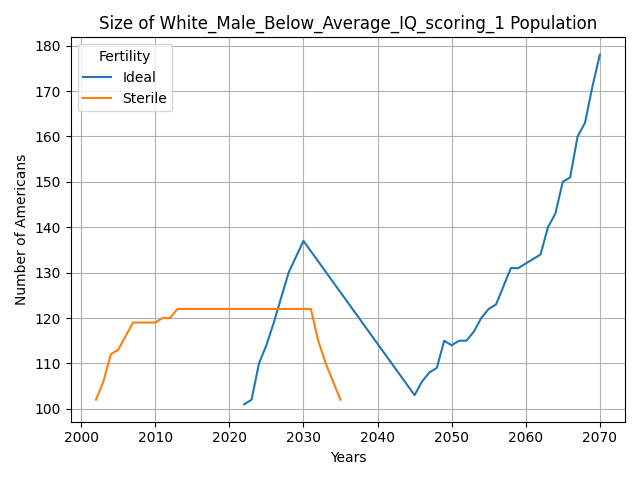 Size of White_Male_Below_Average_IQ_scoring_1 Population
Fertility
Ideal
Sterile
Number of Americans
180
170
160
150
140
130
120
110
100
2000 2010 2020 2030 2040 2050 2060 2070
Years